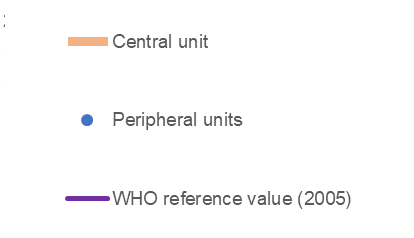 Central unit
Peripheral units
WHO reference value (2005)